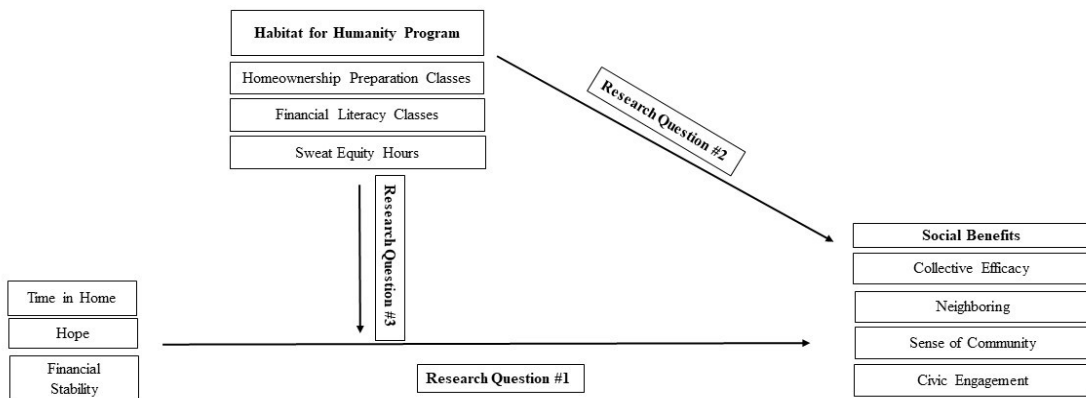 Habitat for Humanity Program
Homeownership Preparation Classes
Financial Literacy Classes
Sweat Equity Hours
Research Question #2
Research Question #3
Social Benefits
Collective Efficacy
Neighboring
Sense of Community
Civic Engagement
Time in Home
Hope
Financial
Stability
Research Question #1